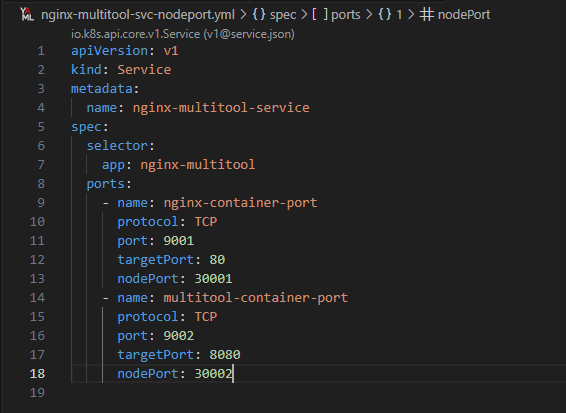 YAML nginx-multitool-svc-nodeport.yml > {} spec > [ ] ports > {} 1 > # nodePort
io.k8s.api.core.v1.Service (v1@service.json)
1 apiVersion: v1
2 kind: Service
3 metadata:
4   name: nginx-multitool-service
5 spec:
6   selector:
7     app: nginx-multitool
8   ports:
9     - name: nginx-container-port
10       protocol: TCP
11       port: 9001
12       targetPort: 80
13       nodePort: 30001
14     - name: multitool-container-port
15       protocol: TCP
16       port: 9002
17       targetPort: 8080
18       nodePort: 30002
19